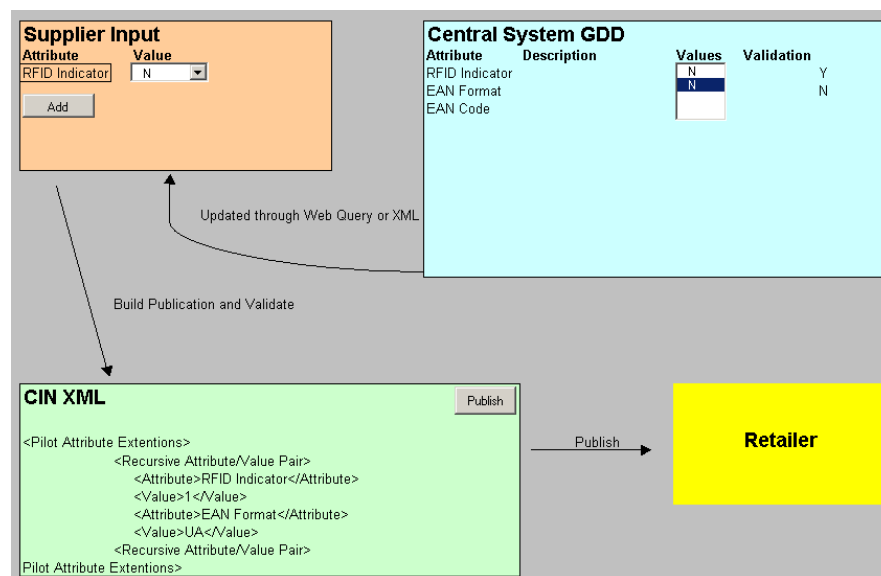 Supplier Input
Attribute Value
RFID Indicator N
Add
Central System GDD
Attribute Description Values Validation
RFID Indicator N Y
EAN Format N N
EAN Code
Updated through Web Query or XML
Build Publication and Validate
CIN XML
Publish
<Pilot Attribute Extentions>
<Recursive Attribute/Value Pair>
<Attribute>RFID Indicator</Attribute>
<Value>1</Value>
<Attribute>EAN Format</Attribute>
<Value>UA</Value>
<Recursive Attribute/Value Pair>
Pilot Attribute Extentions>
Publish
Retailer